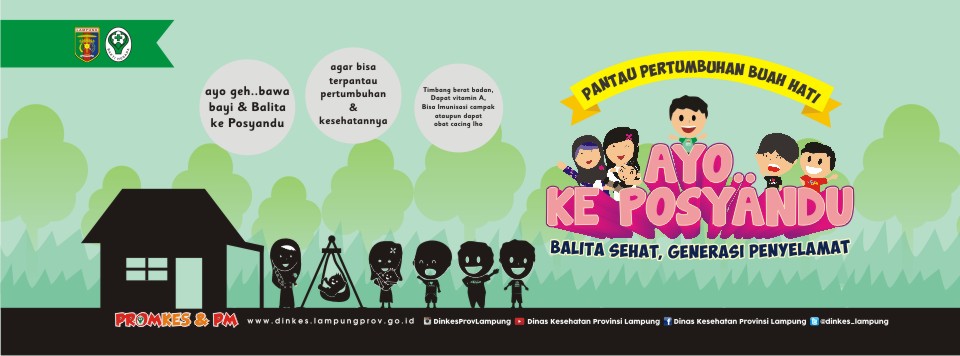 LAMPUNG
ayo geh..bawa
bayi & Balita
ke Posyandu
agar bisa
terpantau
pertumbuhan
&
kesehatannya
Timbang berat badan,
Dapat vitamin A,
Bisa Imunisasi campak
ataupun dapat
obat cacing lho
PANTAU PERTUMBUHAN BUAH HATI
AYO..
KE POSYANDU
BALITA SEHAT, GENERASI PENYELAMAT
PROMKES & PM www.dinkes.lampungprov.go.id DinkesProvLampung Dinas Kesehatan Provinsi Lampung Dinas Kesehatan Provinsi Lampung @dinkes_lampung